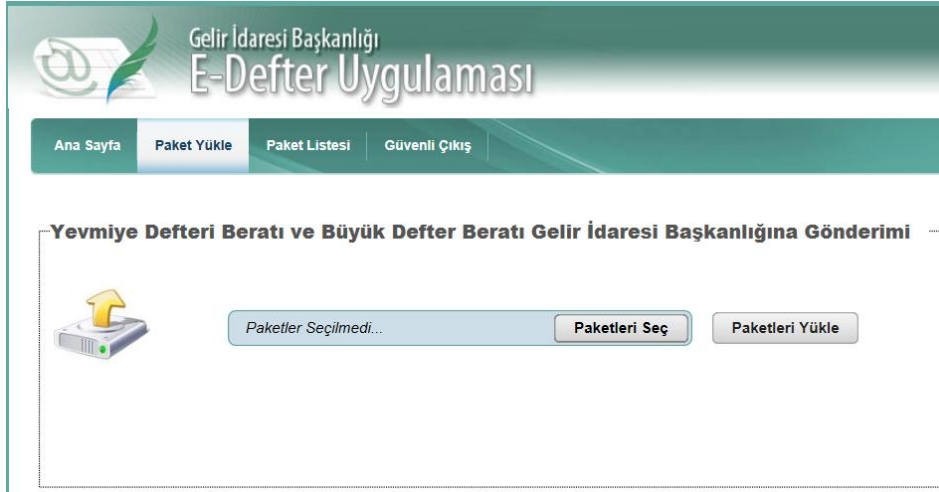 Gelir İdaresi Başkanlığı
E-Defter Uygulaması
Ana Sayfa Paket Yükle Paket Listesi Güvenli Çıkış
Yevmiye Defteri Beratı ve Büyük Defter Beratı Gelir İdaresi Başkanlığına Gönderimi
Paketler Seçilmedi... Paketleri Seç Paketleri Yükle